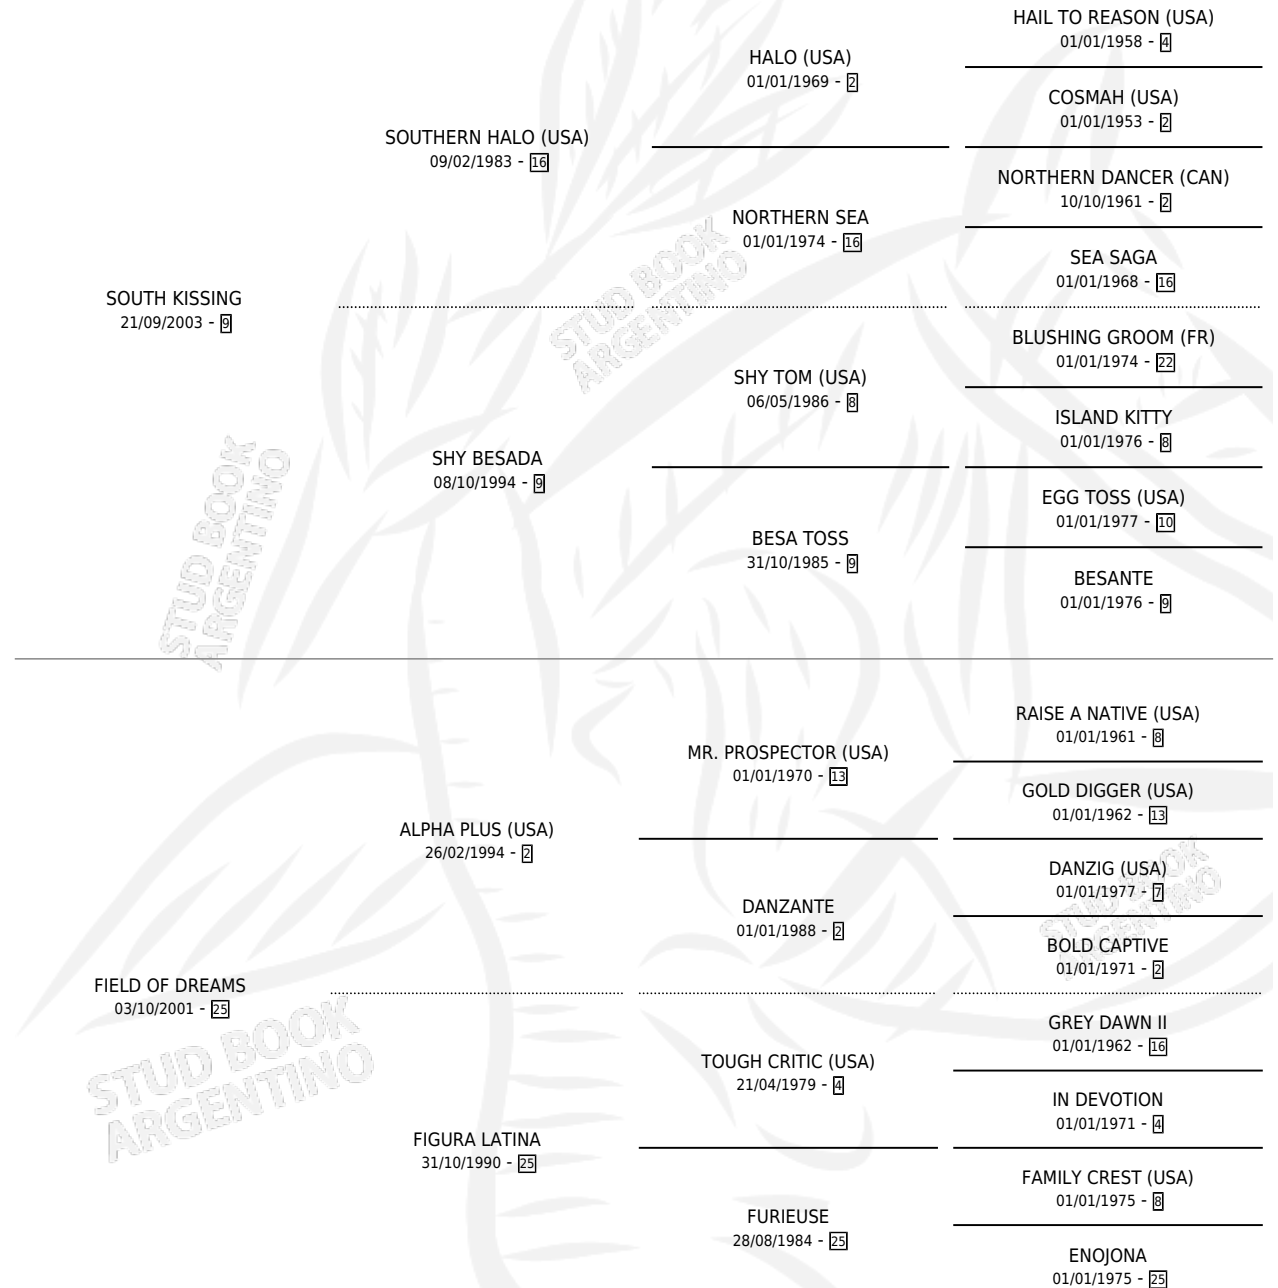 HAIL TO REASON (USA)
01/01/1958 - 4
HALO (USA)
01/01/1969 - 2
COSMAH (USA)
01/01/1953 - 2
SOUTHERN HALO (USA)
09/02/1983 - 16
NORTHERN DANCER (CAN)
10/10/1961 - 2
NORTHERN SEA
01/01/1974 - 16
SEA SAGA
01/01/1968 - 16
SOUTH KISSING
21/09/2003 - 9
BLUSHING GROOM (FR)
01/01/1974 - 22
SHY TOM (USA)
06/05/1986 - 8
ISLAND KITTY
01/01/1976 - 8
SHY BESADA
08/10/1994 - 9
EGG TOSS (USA)
01/01/1977 - 10
BESA TOSS
31/10/1985 - 9
BESANTE
01/01/1976 - 9
STUD BOOK
ARGENTINO
STUD BOOK
ARGENTINO
RAISE A NATIVE (USA)
01/01/1961 - 8
MR. PROSPECTOR (USA)
01/01/1970 - 13
GOLD DIGGER (USA)
01/01/1962 - 13
ALPHA PLUS (USA)
26/02/1994 - 2
DANZIG (USA)
01/01/1977 - 7
DANZANTE
01/01/1988 - 2
BOLD CAPTIVE
01/01/1971 - 2
STUD BOOK
ARGENTINO
FIELD OF DREAMS
03/10/2001 - 25
GREY DAWN II
01/01/1962 - 16
TOUGH CRITIC (USA)
21/04/1979 - 4
IN DEVOTION
01/01/1971 - 4
STUD BOOK
ARGENTINO
FIGURA LATINA
31/10/1990 - 25
FAMILY CREST (USA)
01/01/1975 - 8
FURIEUSE
28/08/1984 - 25
ENOJONA
01/01/1975 - 25